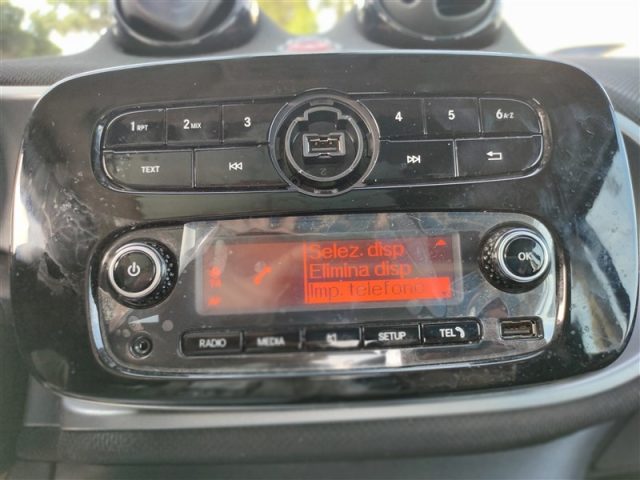 1 RPT 2 MIX 3 4 5 6 A-Z
TEXT
2
Selez. disp
Elimina disp
Imp. telefono
OK
RADIO MEDIA SETUP TEL